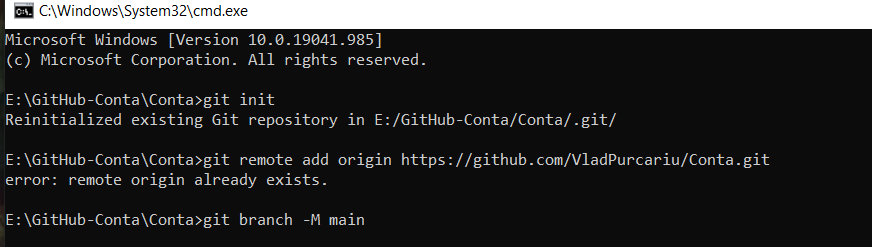 C:\Windows\System32\cmd.exe
Microsoft Windows [Version 10.0.19041.985]
(c) Microsoft Corporation. All rights reserved.
E:\GitHub-Conta\Conta>git init
Reinitialized existing Git repository in E:/GitHub-Conta/Conta/.git/
E:\GitHub-Conta\Conta>git remote add origin https://github.com/VladPurcariu/Conta.git
error: remote origin already exists.
E:\GitHub-Conta\Conta>git branch -M main